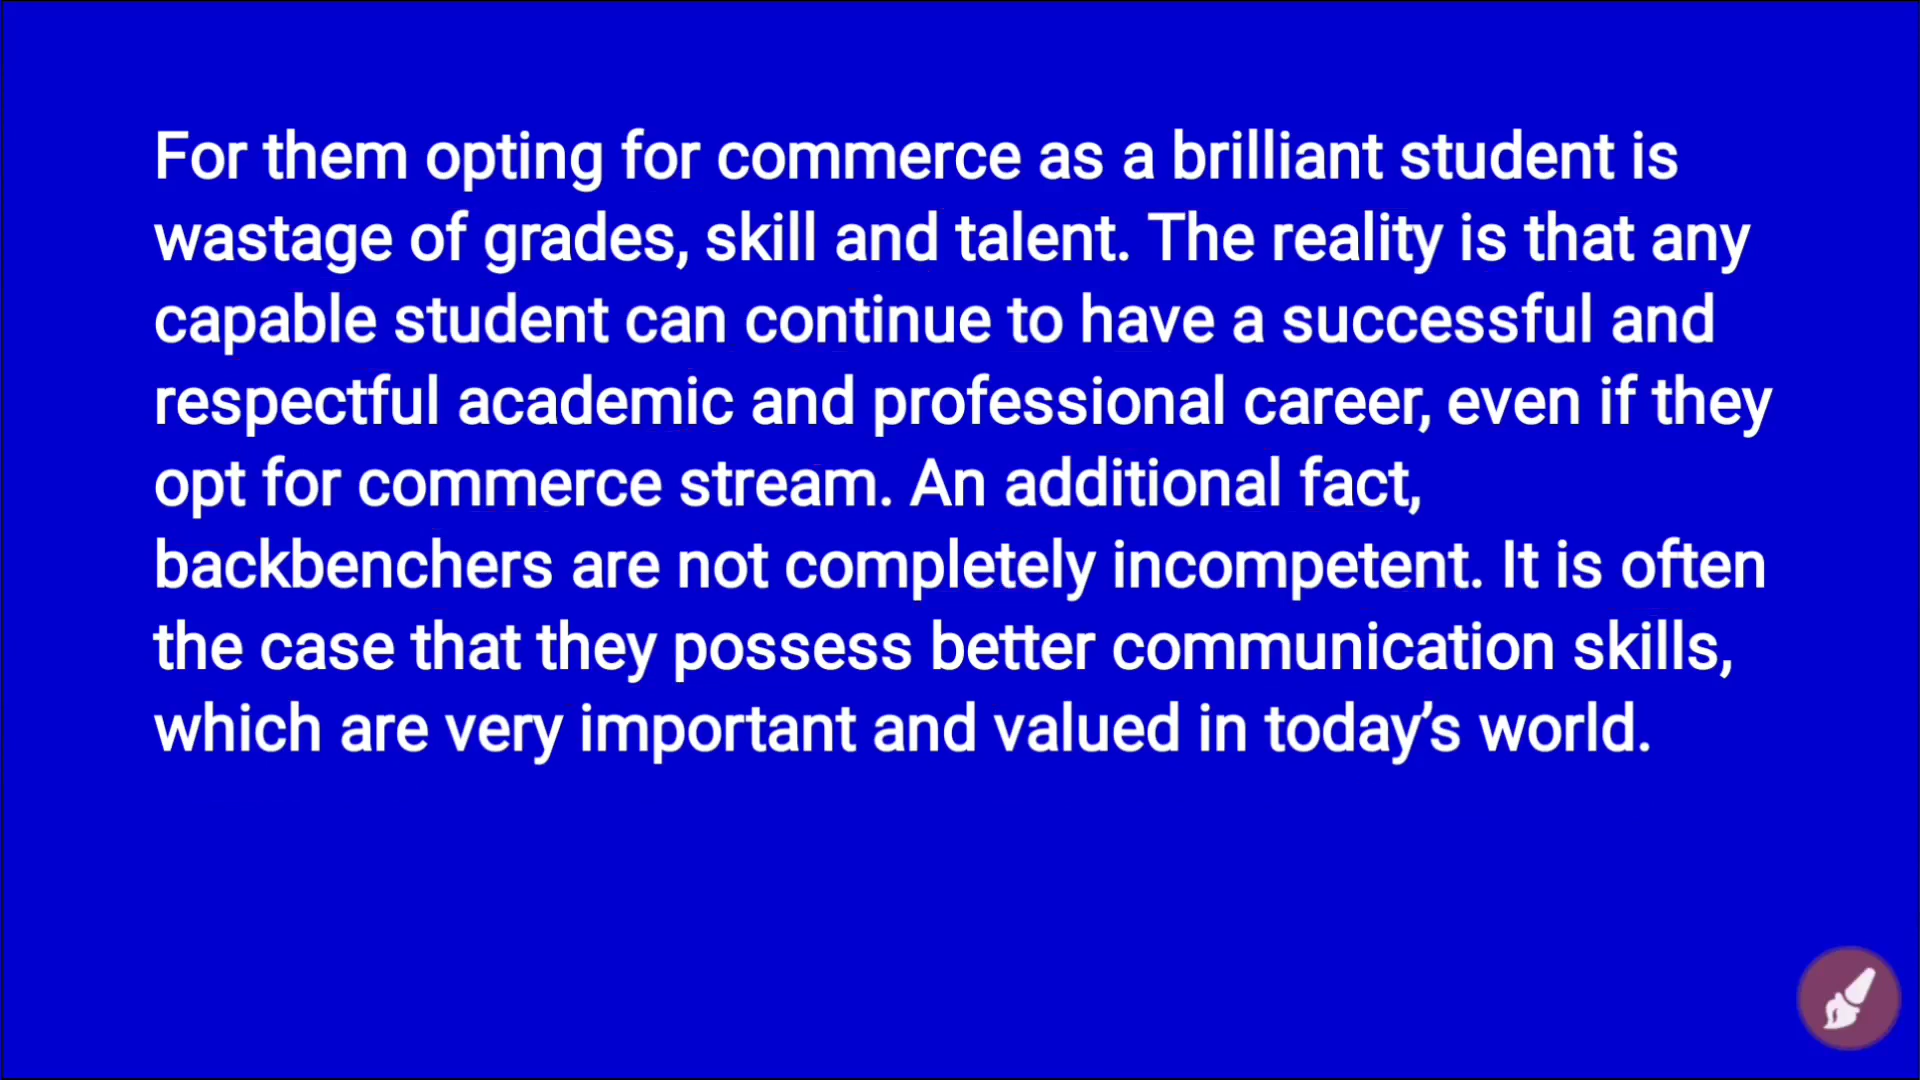 For them opting for commerce as a brilliant student is
wastage of grades, skill and talent. The reality is that any
capable student can continue to have a successful and
respectful academic and professional career, even if they
opt for commerce stream. An additional fact,
backbenchers are not completely incompetent. It is often
the case that they possess better communication skills,
which are very important and valued in today’s world.